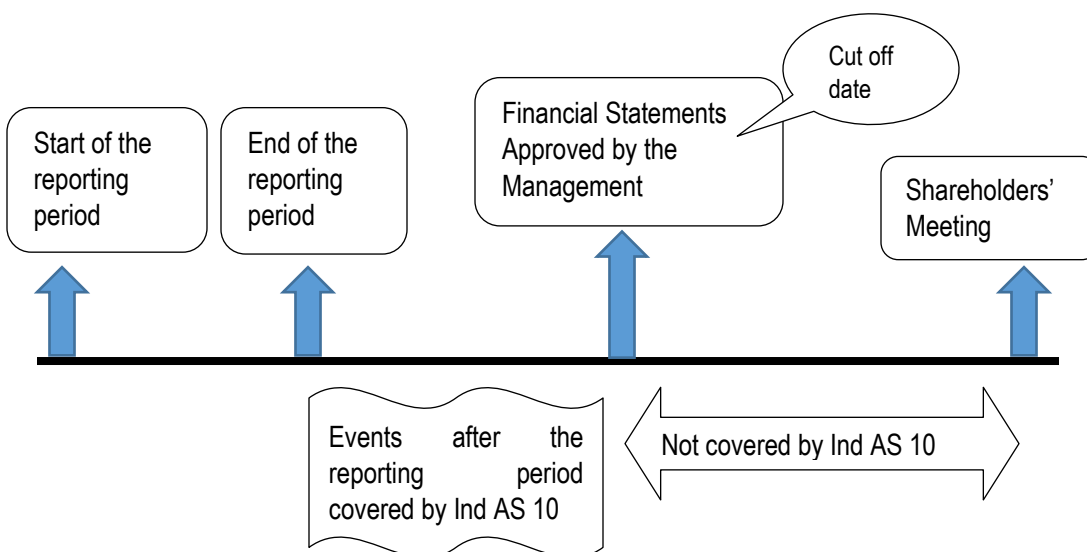 Cut off
date
Start of the
reporting
period
End of the
reporting
period
Financial Statements
Approved by the
Management
Shareholders'
Meeting
Events after the
reporting period
covered by Ind AS 10
Not covered by Ind AS 10